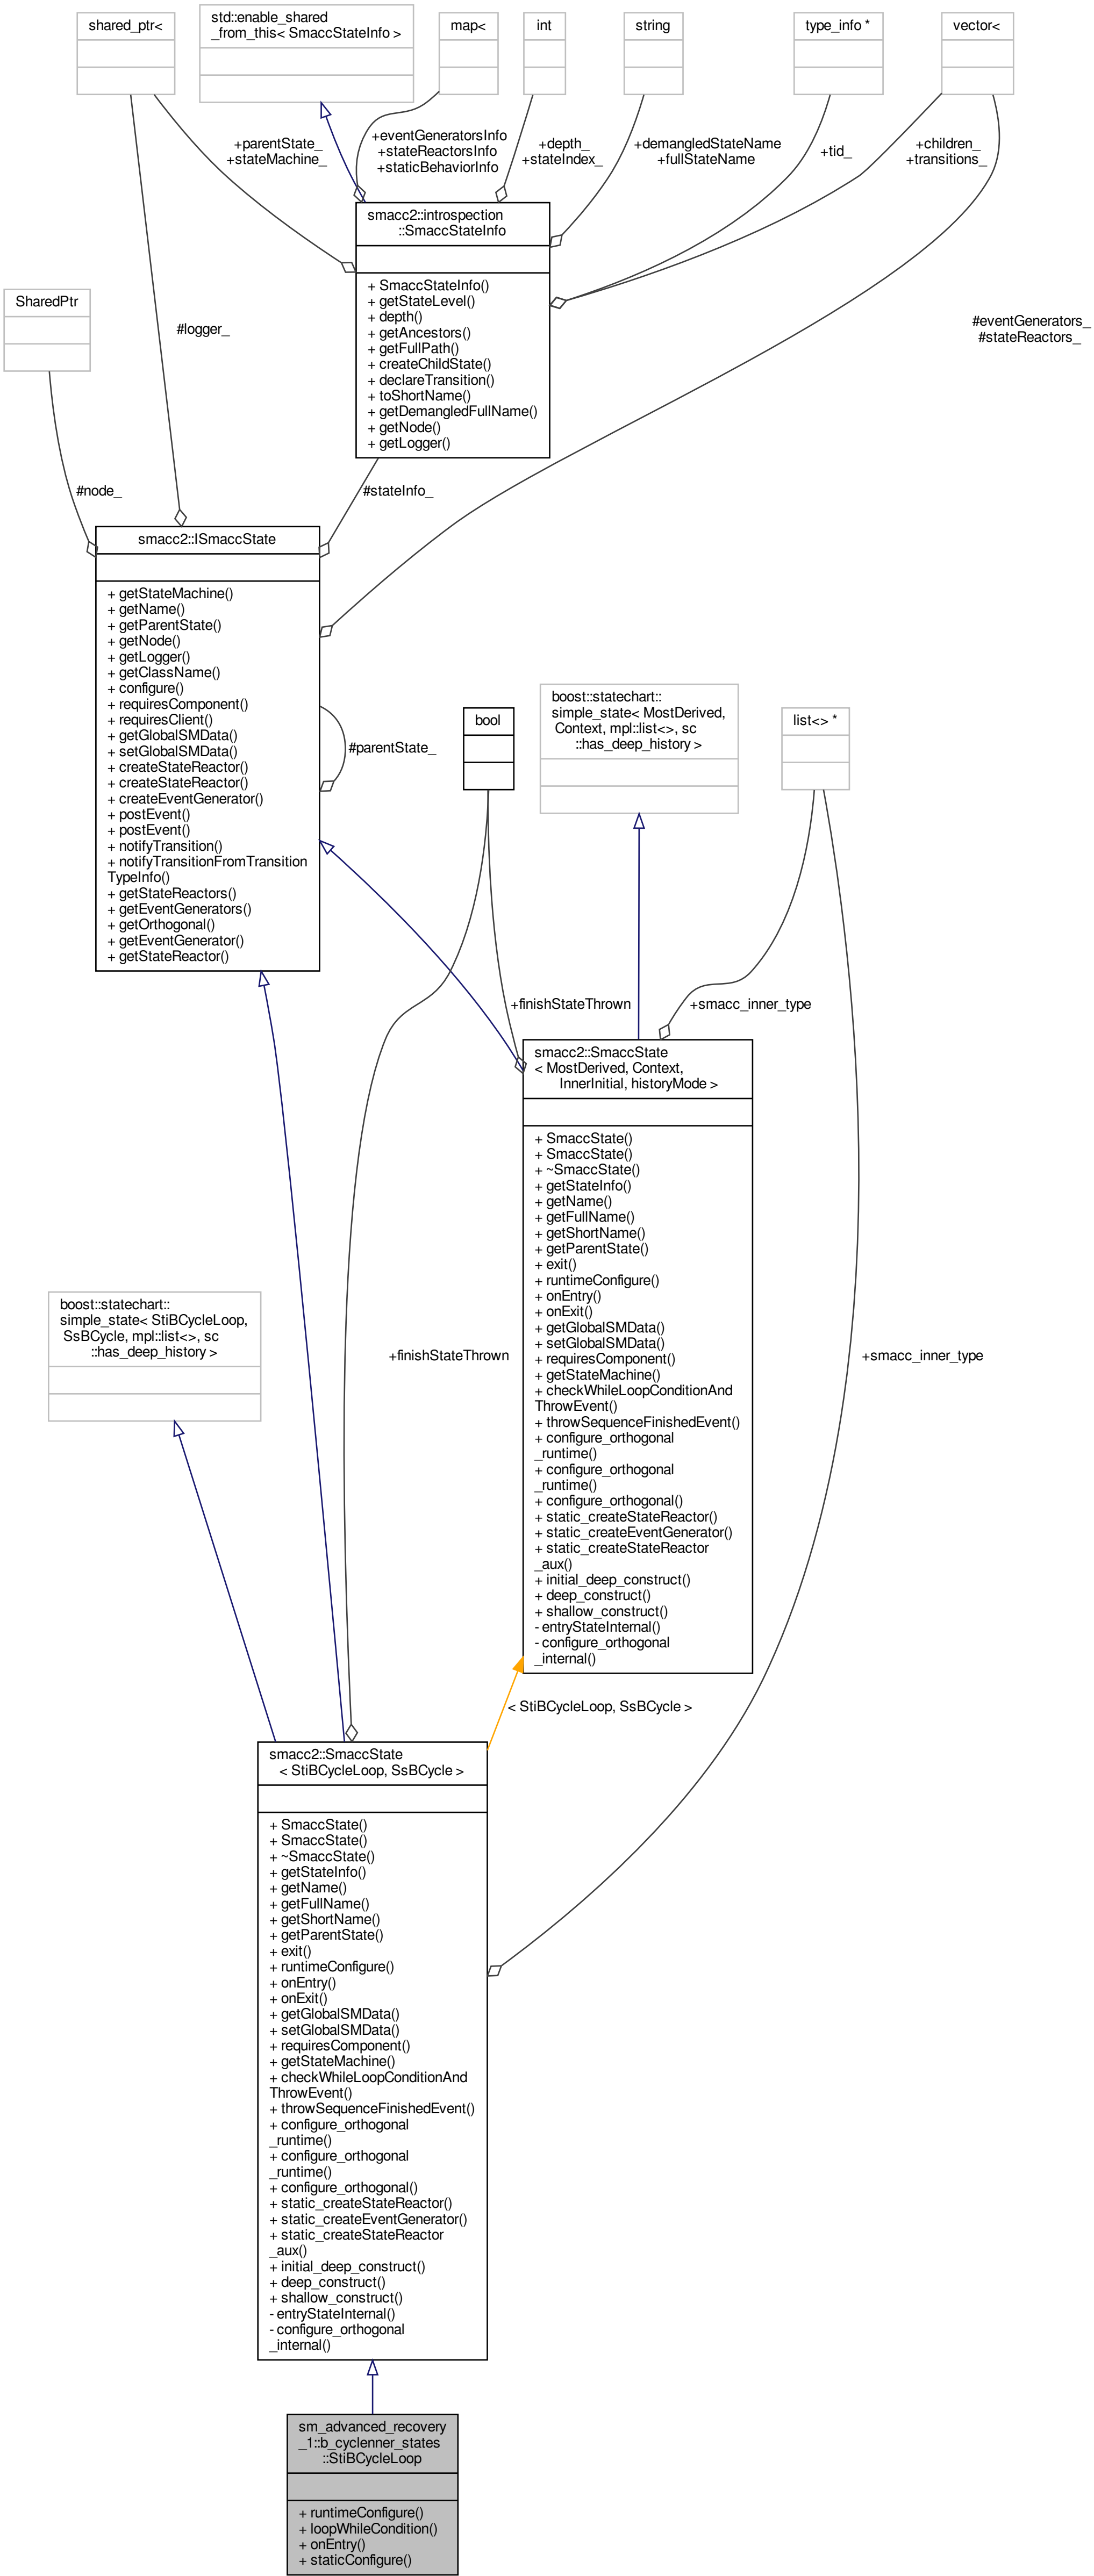 shared_ptr<
std::enable_shared
_from_this< SmaccStateInfo >
map<
int
string
type_info *
vector<
+parentState_
+stateMachine_
+eventGeneratorsInfo
+stateReactorsInfo
+staticBehaviorInfo
+depth_
+stateIndex_
+demangledStateName
+fullStateName
+tid_
+children_
+transitions_
smacc2::introspection
::SmaccStateInfo
+ SmaccStateInfo()
+ getStateLevel()
+ depth()
+ getAncestors()
+ getFullPath()
+ createChildState()
+ declareTransition()
+ toShortName()
+ getDemangledFullName()
+ getNode()
+ getLogger()
SharedPtr
#logger_
#eventGenerators_
#stateReactors_
#node_
#stateInfo_
smacc2::ISmaccState
+ getStateMachine()
+ getName()
+ getParentState()
+ getNode()
+ getLogger()
+ getClassName()
+ configure()
+ requiresComponent()
+ requiresClient()
+ getGlobalSMData()
+ setGlobalSMData()
+ createStateReactor()
+ createStateReactor()
+ createEventGenerator()
+ postEvent()
+ postEvent()
+ notifyTransition()
+ notifyTransitionFromTransition
TypeInfo()
+ getStateReactors()
+ getEventGenerators()
+ getOrthogonal()
+ getEventGenerator()
+ getStateReactor()
#parentState_
bool
boost::statechart::
simple_state< MostDerived,
Context, mpl::list<>, sc
::has_deep_history >
list<> *
+finishStateThrown
+smacc_inner_type
smacc2::SmaccState
< MostDerived, Context,
InnerInitial, historyMode >
+ SmaccState()
+ SmaccState()
+ ~SmaccState()
+ getStateInfo()
+ getName()
+ getFullName()
+ getShortName()
+ getParentState()
+ exit()
+ runtimeConfigure()
+ onEntry()
+ onExit()
+ getGlobalSMData()
+ setGlobalSMData()
+ requiresComponent()
+ getStateMachine()
+ checkWhileLoopConditionAnd
ThrowEvent()
+ throwSequenceFinishedEvent()
+ configure_orthogonal
_runtime()
+ configure_orthogonal
_runtime()
+ configure_orthogonal()
+ static_createStateReactor()
+ static_createEventGenerator()
+ static_createStateReactor
_aux()
+ initial_deep_construct()
+ deep_construct()
+ shallow_construct()
- entryStateInternal()
- configure_orthogonal
_internal()
boost::statechart::
simple_state< StiBCycleLoop,
SsBCycle, mpl::list<>, sc
::has_deep_history >
+finishStateThrown
+smacc_inner_type
< StiBCycleLoop, SsBCycle >
smacc2::SmaccState
< StiBCycleLoop, SsBCycle >
+ SmaccState()
+ SmaccState()
+ ~SmaccState()
+ getStateInfo()
+ getName()
+ getFullName()
+ getShortName()
+ getParentState()
+ exit()
+ runtimeConfigure()
+ onEntry()
+ onExit()
+ getGlobalSMData()
+ setGlobalSMData()
+ requiresComponent()
+ getStateMachine()
+ checkWhileLoopConditionAnd
ThrowEvent()
+ throwSequenceFinishedEvent()
+ configure_orthogonal
_runtime()
+ configure_orthogonal
_runtime()
+ configure_orthogonal()
+ static_createStateReactor()
+ static_createEventGenerator()
+ static_createStateReactor
_aux()
+ initial_deep_construct()
+ deep_construct()
+ shallow_construct()
- entryStateInternal()
- configure_orthogonal
_internal()
sm_advanced_recovery
_1::b_cyclenner_states
::StiBCycleLoop
+ runtimeConfigure()
+ loopWhileCondition()
+ onEntry()
+ staticConfigure()